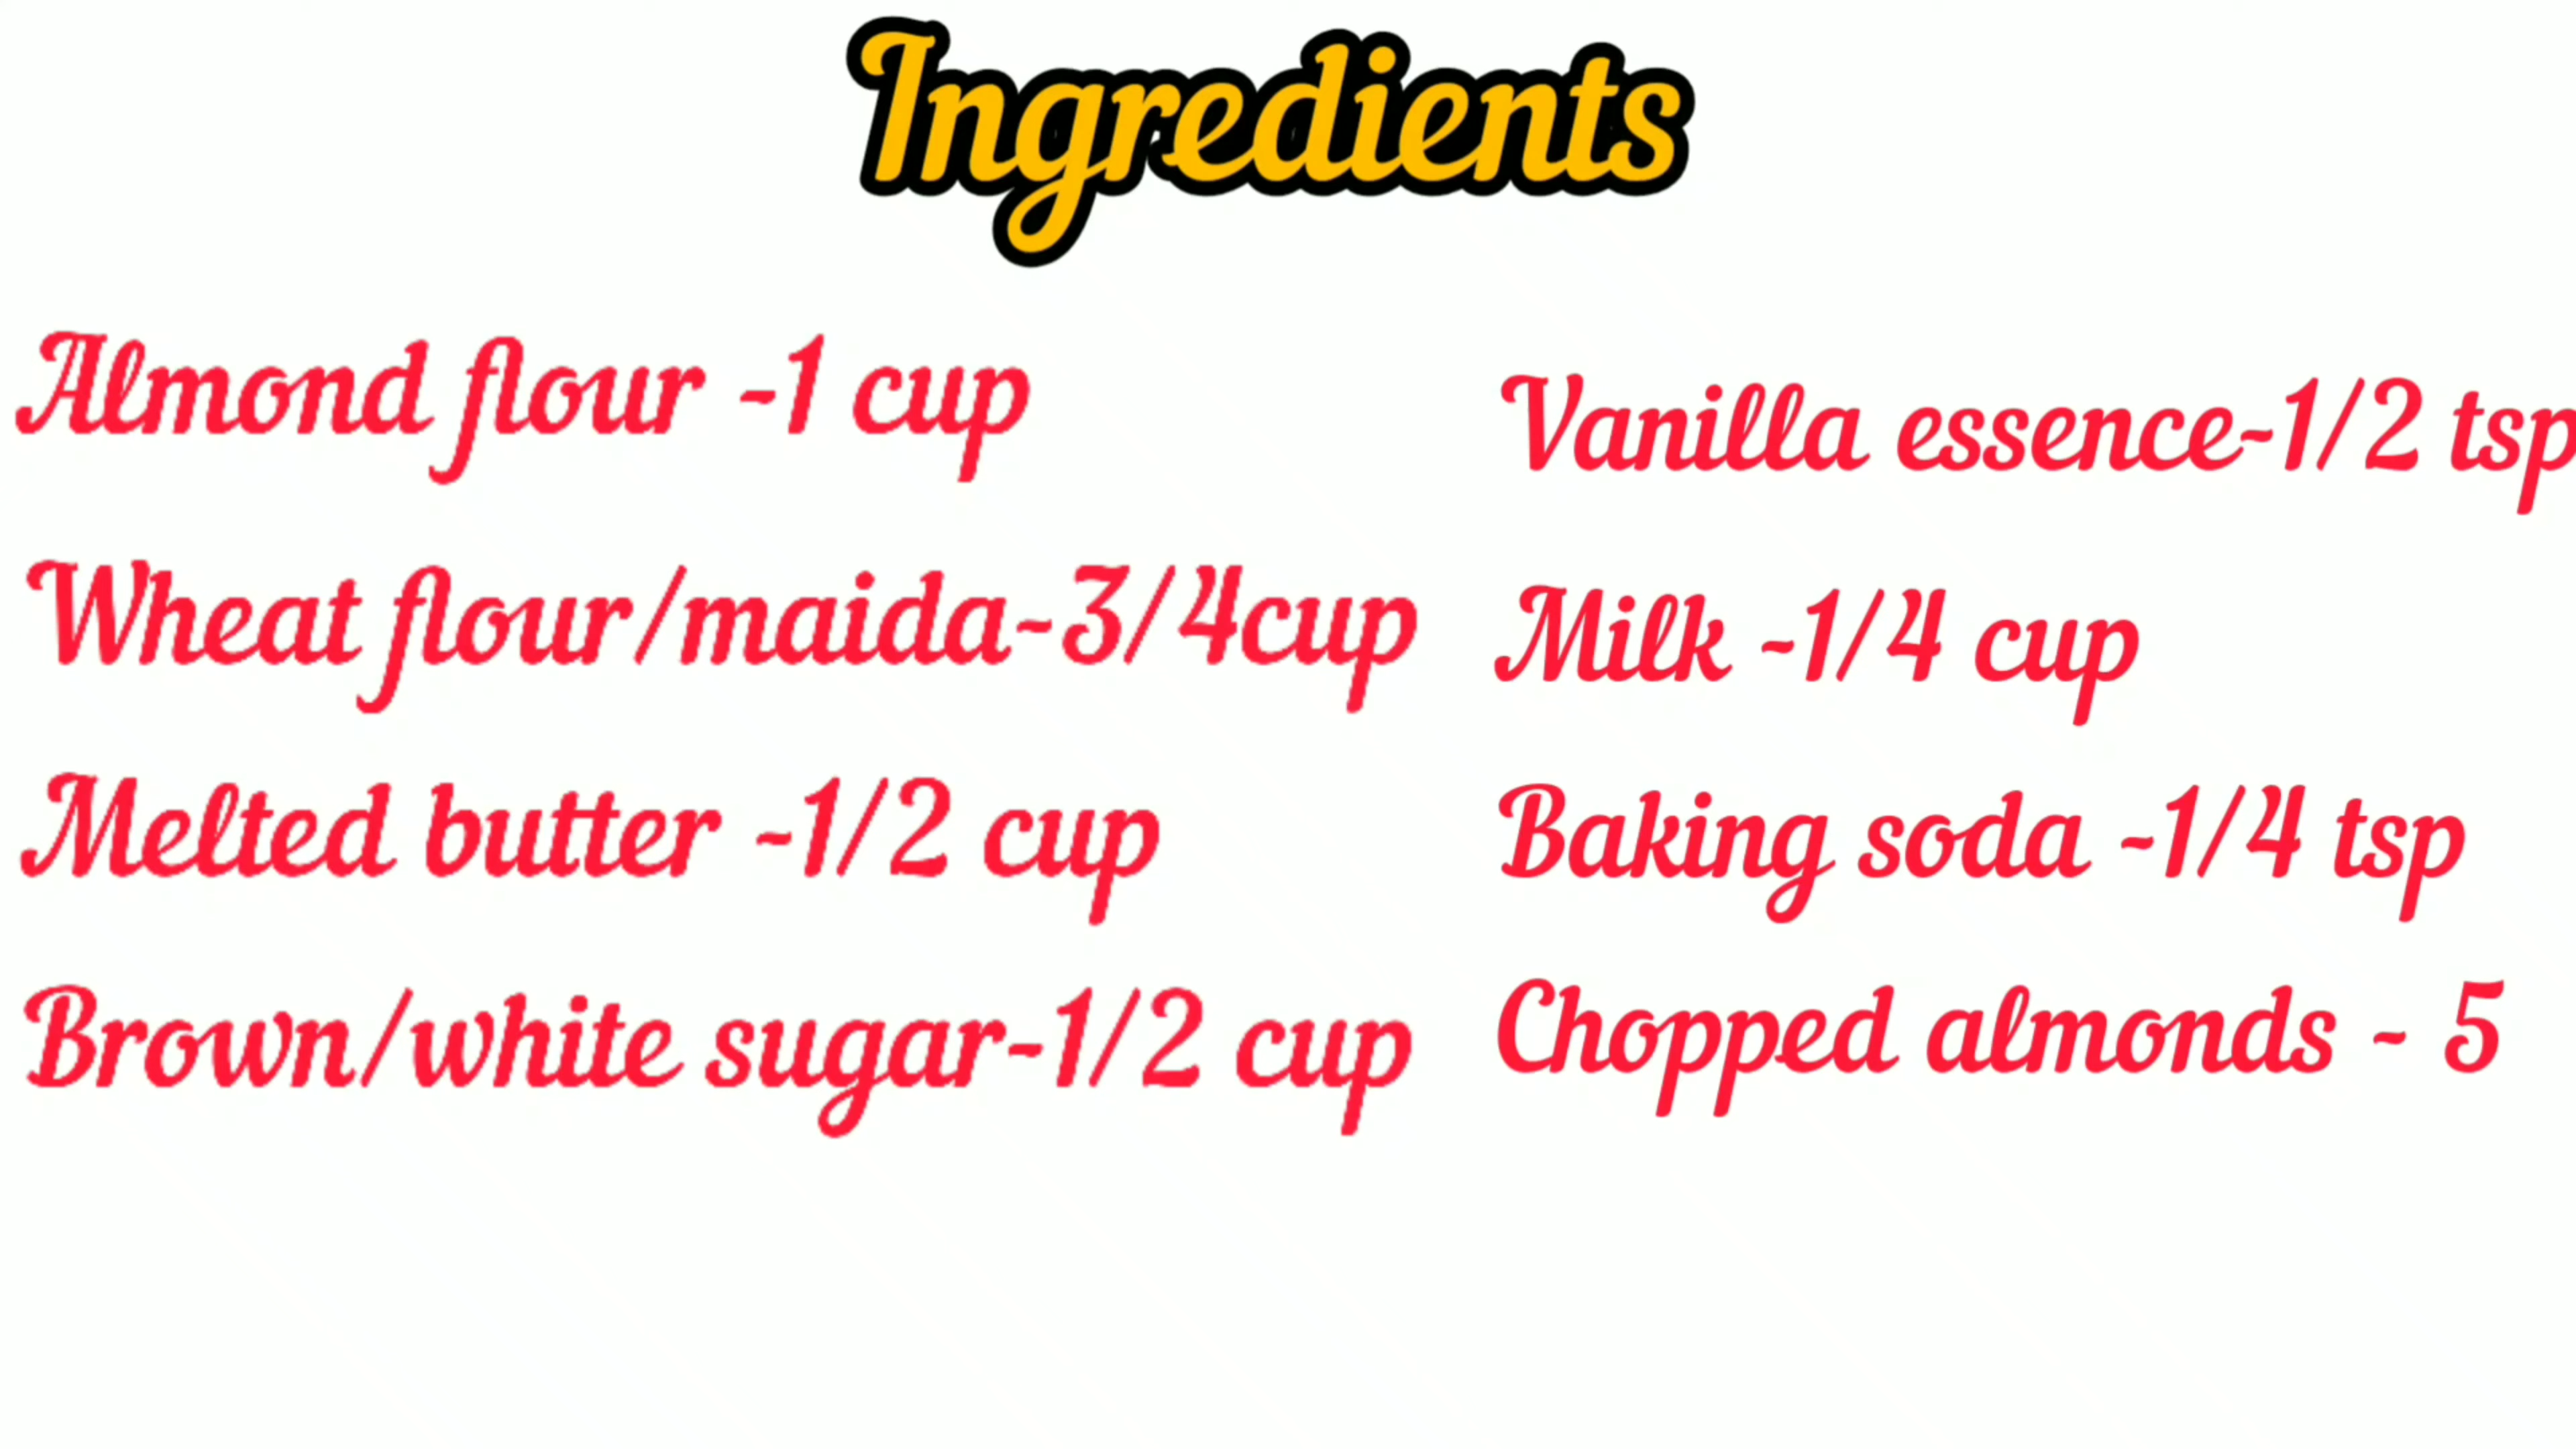 Ingredients
Almond flour -1 cup
Wheat flour/maida-3/4cup
Melted butter -1/2 cup
Brown/white sugar-1/2 cup
Vanilla essence-1/2 tsp
Milk -1/4 cup
Baking soda -1/4 tsp
Chopped almonds - 5